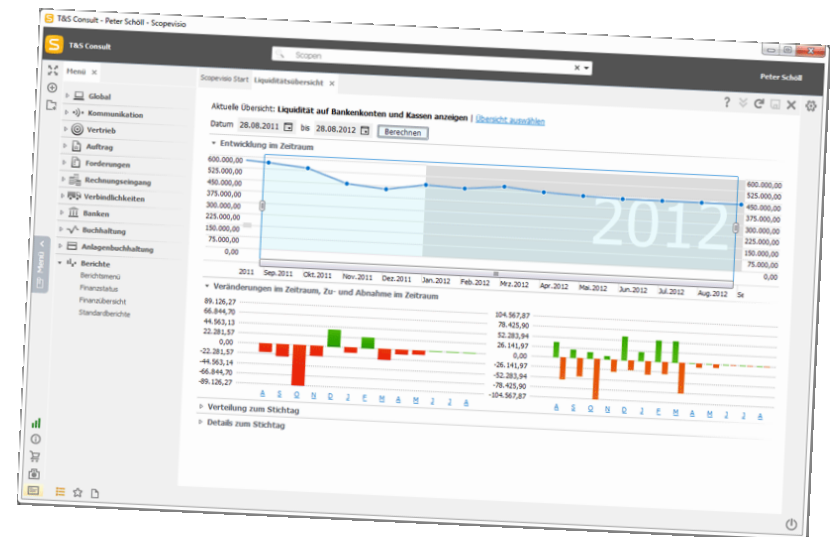 T&S Consult - Peter Schöll - Scopevisio
T&S Consult
Scopen
Peter Schöll
Menü
Scopevisio Start
Liquiditätsübersicht
Global
Kommunikation
Vertrieb
Auftrag
Forderungen
Rechnungseingang
Verbindlichkeiten
Banken
Buchhaltung
Anlagenbuchhaltung
Berichte
Berichtsmenü
Finanzstatus
Finanzübersicht
Standardberichte
Menü
Aktuelle Übersicht: Liquidität auf Bankenkonten und Kassen anzeigen | Übersicht auswählen
Datum 28.08.2011 bis 28.08.2012 Berechnen
Entwicklung im Zeitraum
600.000,00
525.000,00
450.000,00
375.000,00
300.000,00
225.000,00
150.000,00
75.000,00
0,00
2012
600.000,00
525.000,00
450.000,00
375.000,00
300.000,00
225.000,00
150.000,00
75.000,00
0,00
2011 Sep.2011 Okt.2011 Nov.2011 Dez.2011 Jan.2012 Feb.2012 Mrz.2012 Apr.2012 Mai.2012 Jun.2012 Jul.2012 Aug.2012 Se
Veränderungen im Zeitraum, Zu- und Abnahme im Zeitraum
89.126,27
66.844,70
44.563,13
22.281,57
0,00
-22.281,57
-44.563,14
-66.844,70
-89.126,27
A S O N D J F M A M J J A
104.567,87
78.425,90
52.283,94
26.141,97
0,00
-26.141,97
-52.283,94
-78.425,90
-104.567,87
A S O N D J F M A M J J A
Verteilung zum Stichtag
Details zum Stichtag